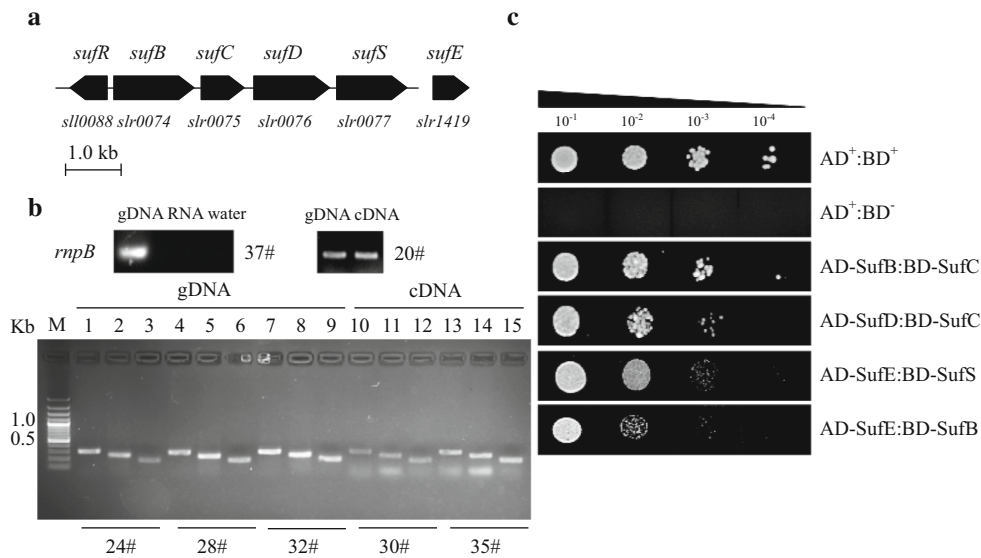 a
sufR sufB sufC sufD sufS sufE
sll0088 slr0074 slr0075 slr0076 slr0077 slr1419
1.0 kb
b
gDNA RNA water
gDNA cDNA
rnpB
37#
20#
gDNA
cDNA
Kb M 1 2 3 4 5 6 7 8 9 10 11 12 13 14 15
1.0
0.5
24# 28# 32# 30# 35#
c
10⁻¹ 10⁻² 10⁻³ 10⁻⁴
AD⁺:BD⁺
AD⁺:BD⁻
AD-SufB:BD-SufC
AD-SufD:BD-SufC
AD-SufE:BD-SufS
AD-SufE:BD-SufB